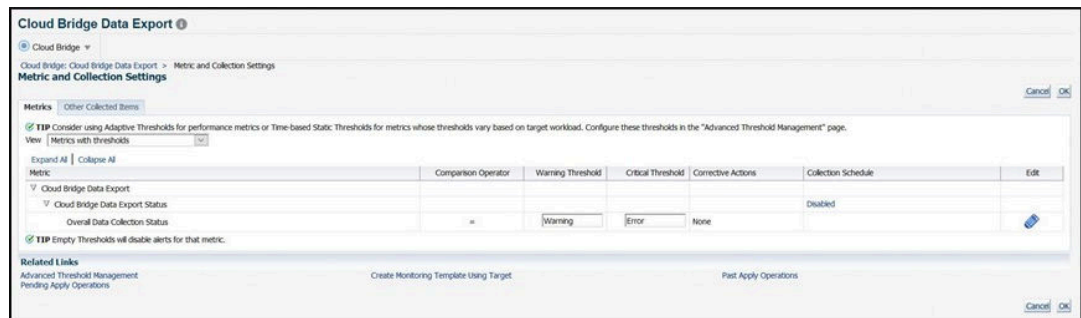 Cloud Bridge Data Export
Cloud Bridge
Cloud Bridge: Cloud Bridge Data Export > Metric and Collection Settings
Metric and Collection Settings
Cancel OK
Metrics Other Collected Items
TIP Consider using Adaptive Thresholds for performance metrics or Time-based Static Thresholds for metrics whose thresholds vary based on target workload. Configure these thresholds in the "Advanced Threshold Management" page.
View Metrics with thresholds
Expand All | Collapse All
Metric Comparison Operator Warning Threshold Critical Threshold Corrective Actions Collection Schedule Edit
Cloud Bridge Data Export
Cloud Bridge Data Export Status Disabled
Overall Data Collection Status = Warning Error None
TIP Empty Thresholds will disable alerts for that metric.
Related Links
Advanced Threshold Management Create Monitoring Template Using Target Past Apply Operations
Pending Apply Operations
Cancel OK